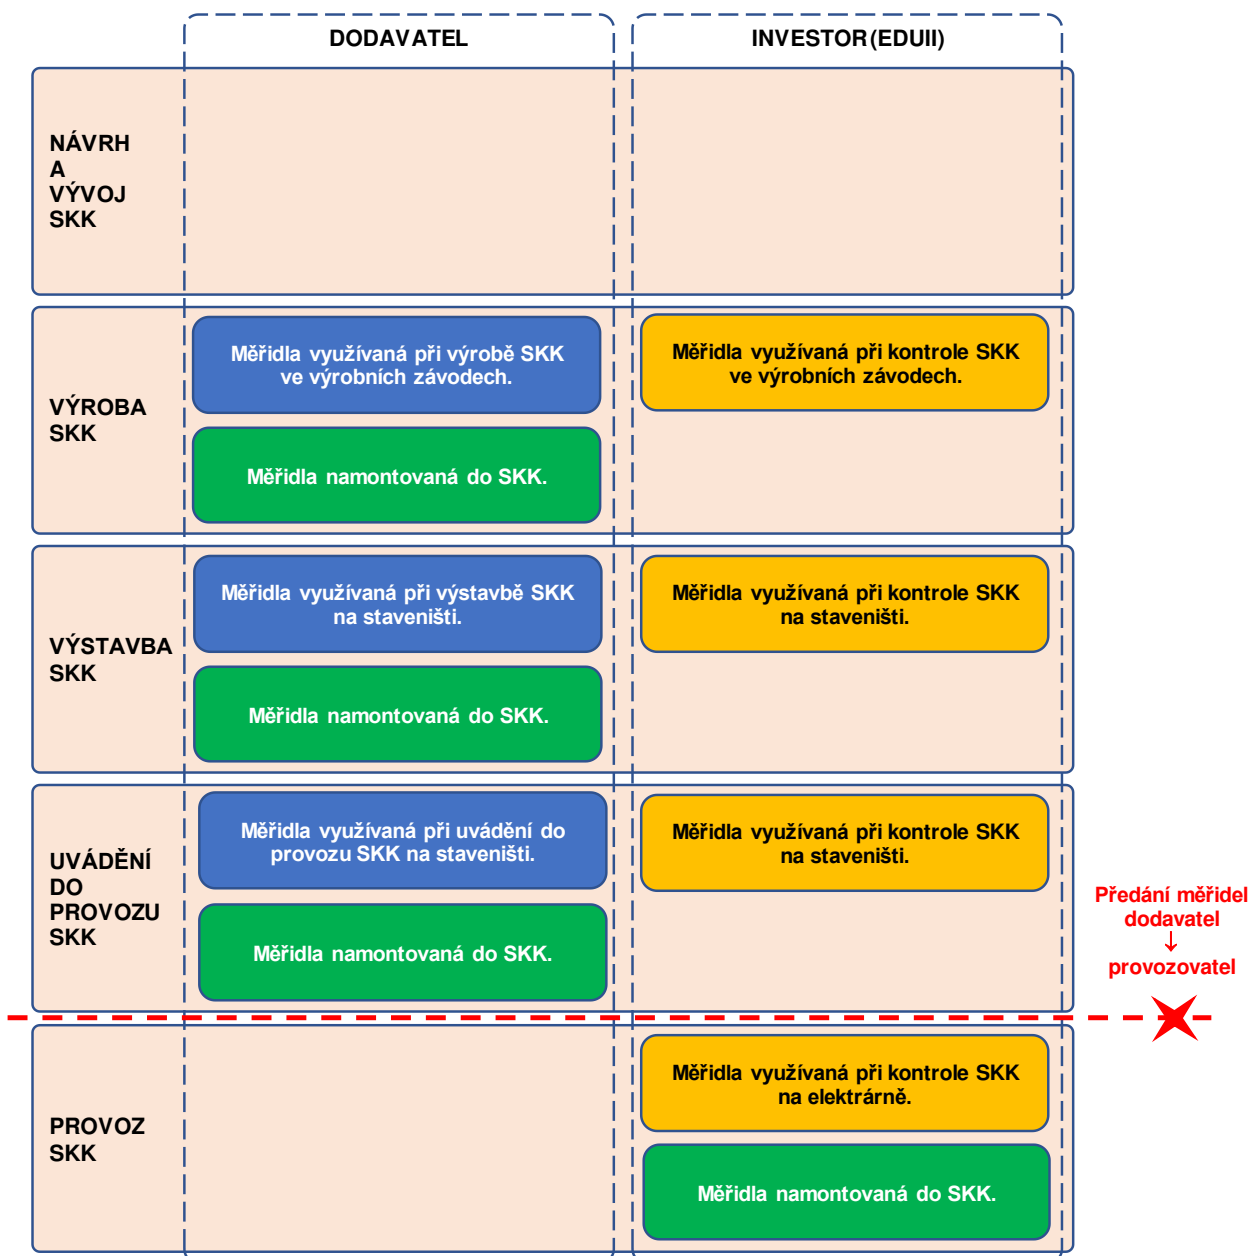 DODAVATEL
INVESTOR (EDUII)
NÁVRH
A
VÝVOJ
SKK
VÝROBA
SKK
Měřidla využívaná při výrobě SKK
ve výrobních závodech.
Měřidla využívaná při kontrole SKK
ve výrobních závodech.
Měřidla namontovaná do SKK.
VÝSTAVBA
SKK
Měřidla využívaná při výstavbě SKK
na staveništi.
Měřidla využívaná při kontrole SKK
na staveništi.
Měřidla namontovaná do SKK.
UVÁDĚNÍ
DO
PROVOZU
SKK
Měřidla využívaná při uvádění do
provozu SKK na staveništi.
Měřidla využívaná při kontrole SKK
na staveništi.
Měřidla namontovaná do SKK.
Předání měřidel
dodavatel
↓
provozovatel
PROVOZ
SKK
Měřidla využívaná při kontrole SKK
na elektrárně.
Měřidla namontovaná do SKK.